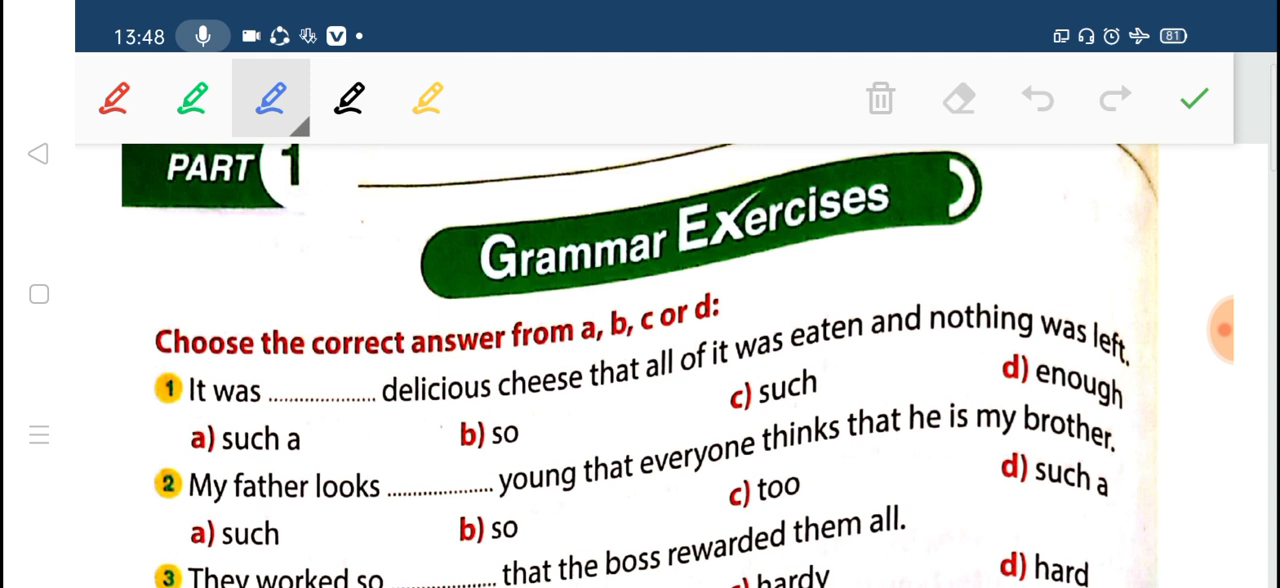 13:48
V
81
PART 1
Grammar Exercises
Choose the correct answer from a, b, c or d:
1 It was .................... delicious cheese that all of it was eaten and nothing was left.
a) such a b) so c) such d) enough
2 My father looks .................... young that everyone thinks that he is my brother.
a) such b) so c) too d) such a
3 They worked so .................... that the boss rewarded them all.
hardy d) hard